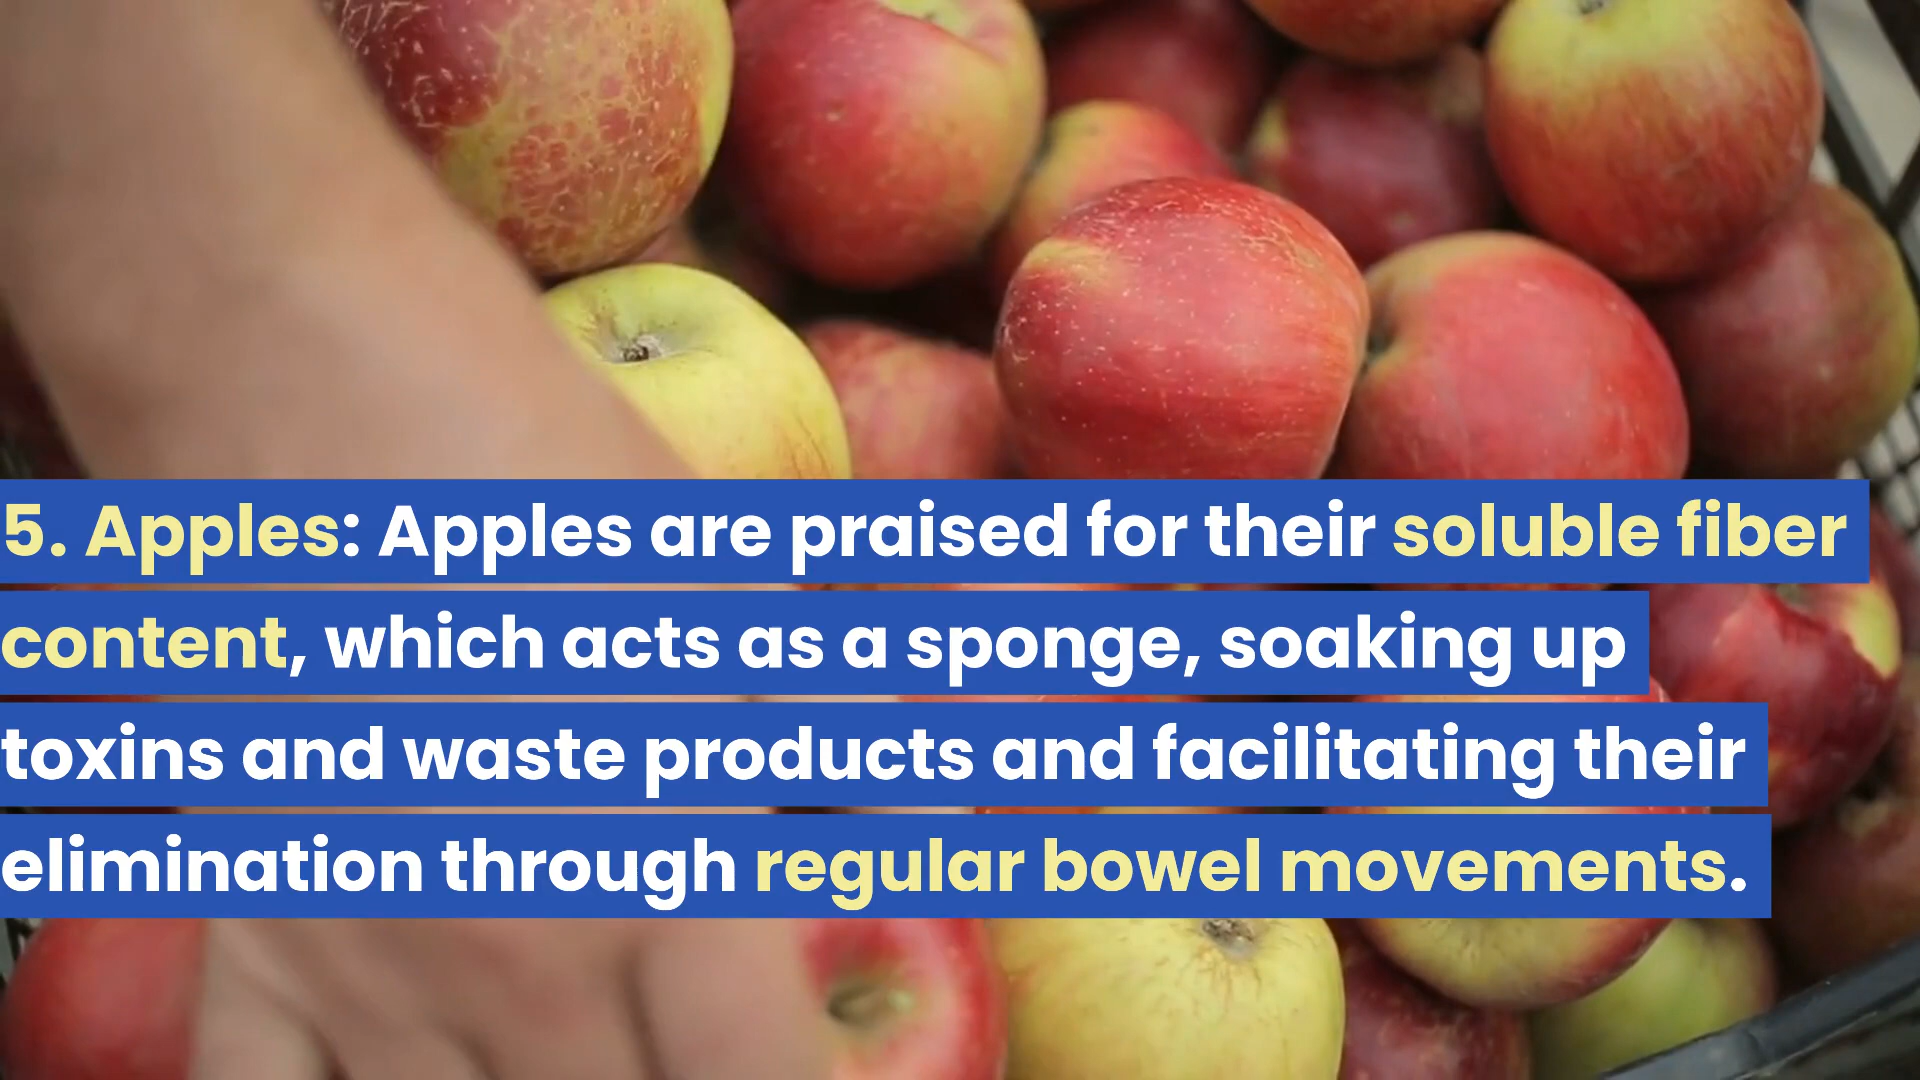 5. Apples: Apples are praised for their soluble fiber
content, which acts as a sponge, soaking up
toxins and waste products and facilitating their
elimination through regular bowel movements.